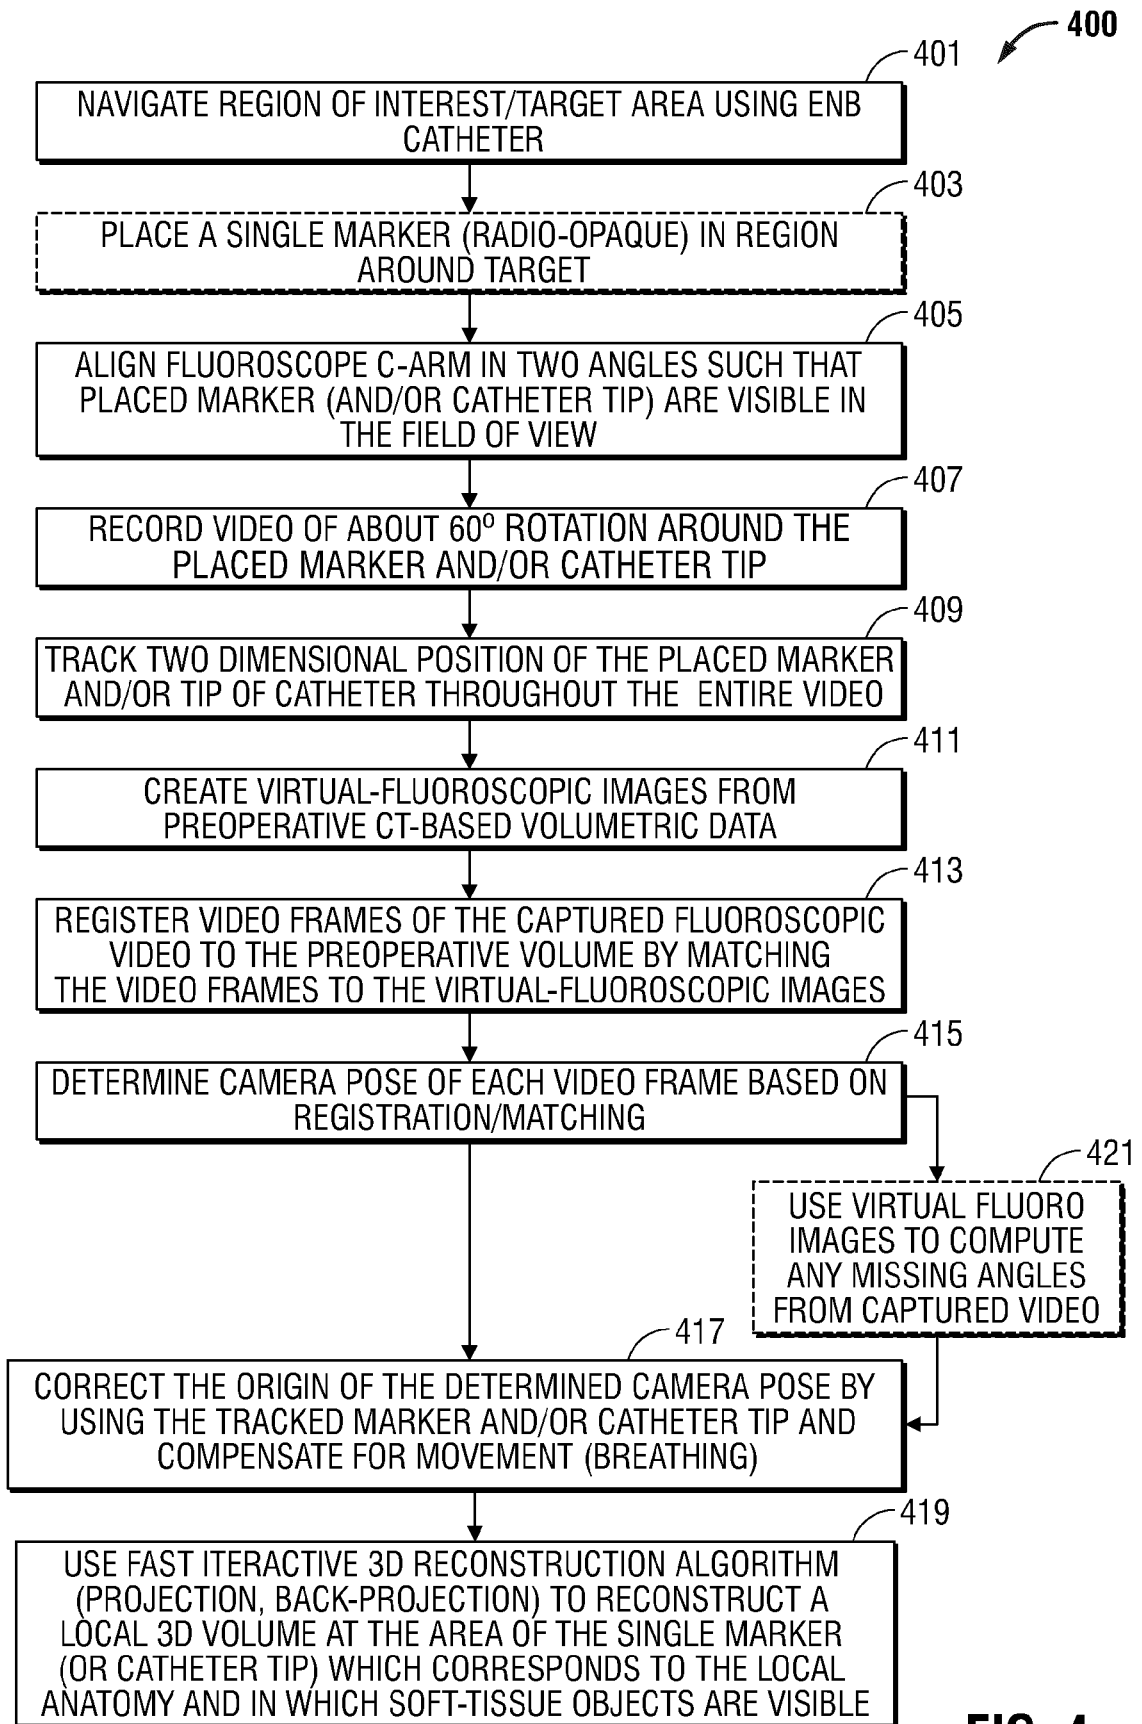 400
401
NAVIGATE REGION OF INTEREST/TARGET AREA USING ENB
CATHETER
403
PLACE A SINGLE MARKER (RADIO-OPAQUE) IN REGION
AROUND TARGET
405
ALIGN FLUOROSCOPE C-ARM IN TWO ANGLES SUCH THAT
PLACED MARKER (AND/OR CATHETER TIP) ARE VISIBLE IN
THE FIELD OF VIEW
407
RECORD VIDEO OF ABOUT 60º ROTATION AROUND THE
PLACED MARKER AND/OR CATHETER TIP
409
TRACK TWO DIMENSIONAL POSITION OF THE PLACED MARKER
AND/OR TIP OF CATHETER THROUGHOUT THE ENTIRE VIDEO
411
CREATE VIRTUAL-FLUOROSCOPIC IMAGES FROM
PREOPERATIVE CT-BASED VOLUMETRIC DATA
413
REGISTER VIDEO FRAMES OF THE CAPTURED FLUOROSCOPIC
VIDEO TO THE PREOPERATIVE VOLUME BY MATCHING
THE VIDEO FRAMES TO THE VIRTUAL-FLUOROSCOPIC IMAGES
415
DETERMINE CAMERA POSE OF EACH VIDEO FRAME BASED ON
REGISTRATION/MATCHING
421
USE VIRTUAL FLUORO
IMAGES TO COMPUTE
ANY MISSING ANGLES
FROM CAPTURED VIDEO
417
CORRECT THE ORIGIN OF THE DETERMINED CAMERA POSE BY
USING THE TRACKED MARKER AND/OR CATHETER TIP AND
COMPENSATE FOR MOVEMENT (BREATHING)
419
USE FAST ITERACTIVE 3D RECONSTRUCTION ALGORITHM
(PROJECTION, BACK-PROJECTION) TO RECONSTRUCT A
LOCAL 3D VOLUME AT THE AREA OF THE SINGLE MARKER
(OR CATHETER TIP) WHICH CORRESPONDS TO THE LOCAL
ANATOMY AND IN WHICH SOFT-TISSUE OBJECTS ARE VISIBLE
FIG. 4